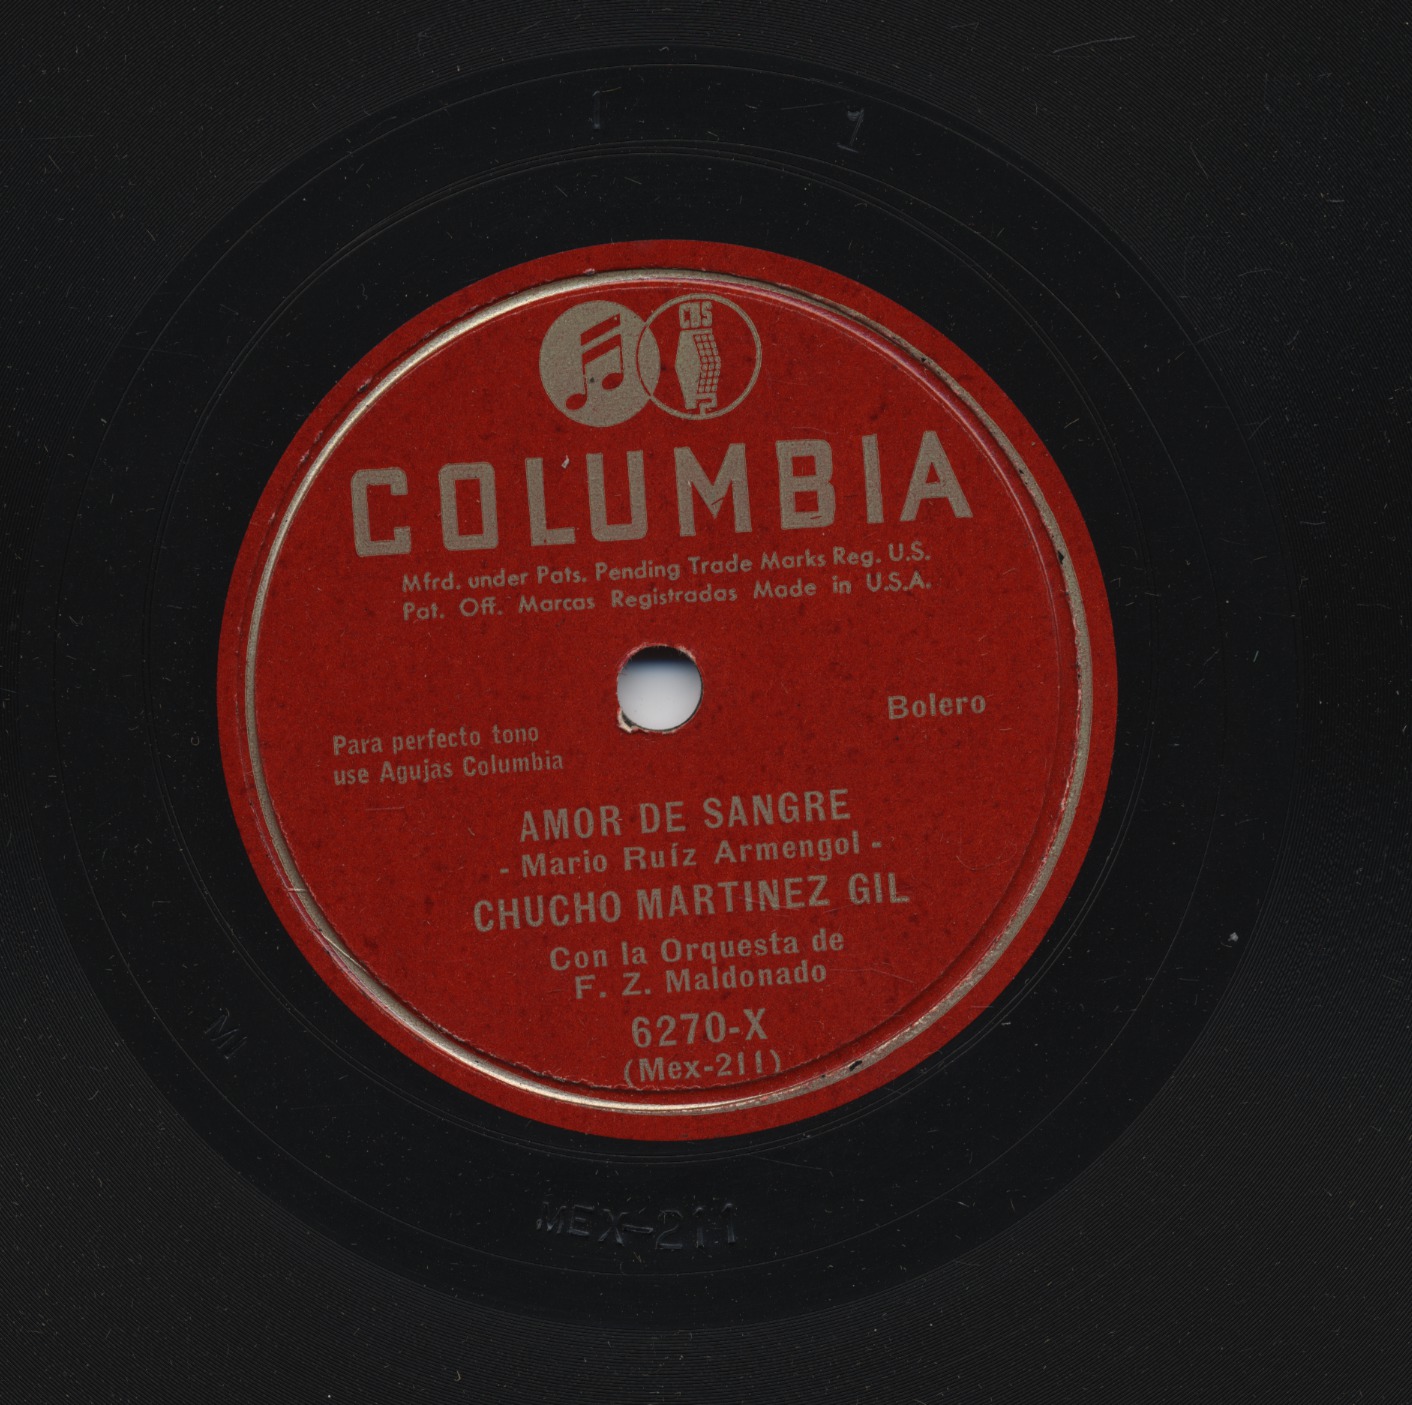 1
CBS
COLUMBIA
Mfrd. under Pats. Pending Trade Marks Reg. U.S.
Pat. Off. Marcas Registradas Made in U.S.A.
Bolero
Para perfecto tono
use Agujas Columbia
AMOR DE SANGRE
- Mario Ruíz Armengol -
CHUCHO MARTINEZ GIL
Con la Orquesta de
F. Z. Maldonado
6270-X
(Mex-211)
MEX-211